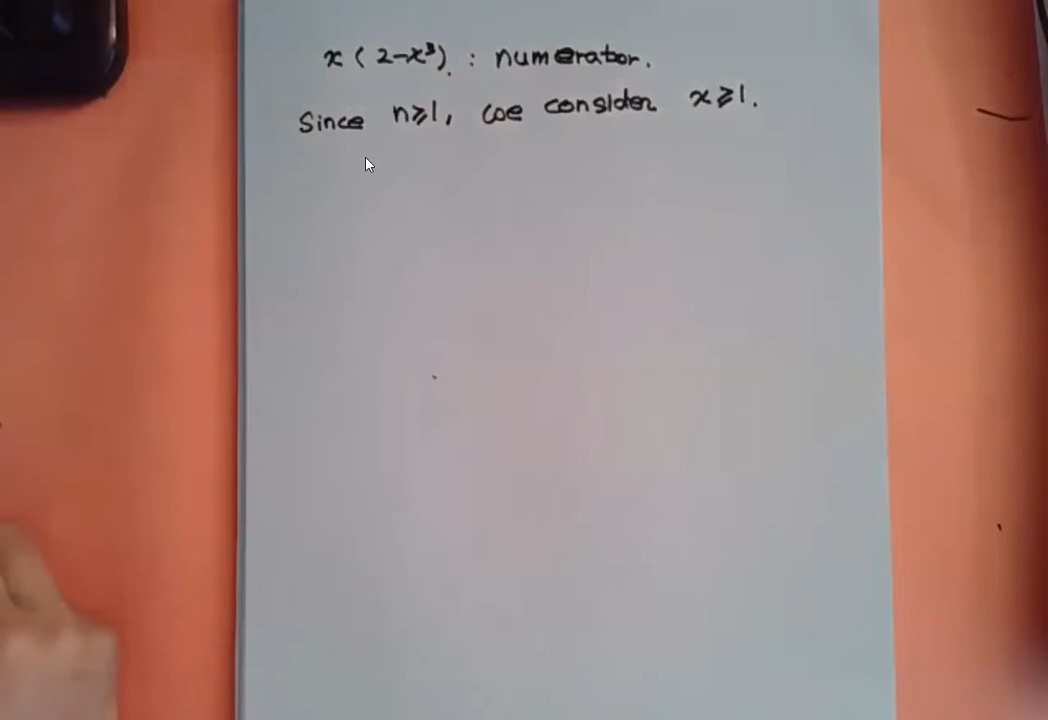 x (2-x³). : numerator.
Since n≥1, we consider x≥1.